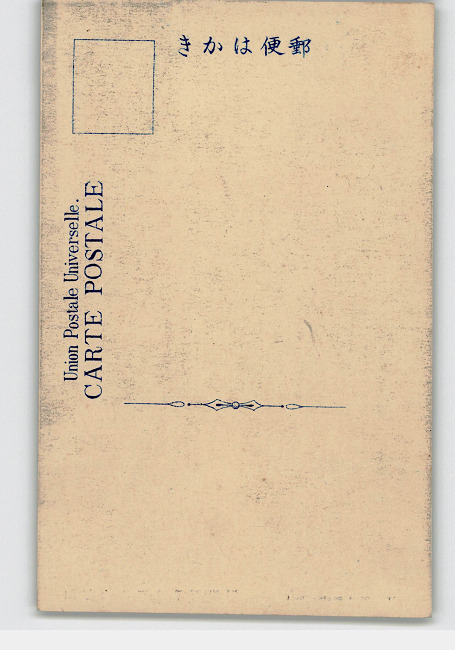 きかは便郵
Union Postale Universelle.
CARTE POSTALE